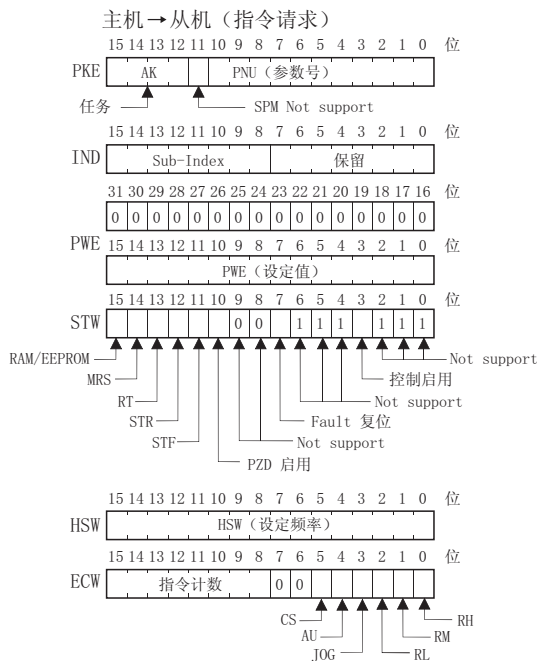 主机→从机（指令请求）
15 14 13 12 11 10 9 8 7 6 5 4 3 2 1 0 位
PKE AK PNU（参数号）
任务 SPM Not support
15 14 13 12 11 10 9 8 7 6 5 4 3 2 1 0 位
IND Sub-Index 保留
31 30 29 28 27 26 25 24 23 22 21 20 19 18 17 16 位
0 0 0 0 0 0 0 0 0 0 0 0 0 0 0 0
PWE 15 14 13 12 11 10 9 8 7 6 5 4 3 2 1 0 位
PWE（设定值）
15 14 13 12 11 10 9 8 7 6 5 4 3 2 1 0 位
STW 0 0 1 1 1 1 1 1
RAM/EEPROM Not support
MRS 控制启用
RT Not support
STR Fault 复位
STF Not support
PZD 启用
15 14 13 12 11 10 9 8 7 6 5 4 3 2 1 0 位
HSW HSW（设定频率）
15 14 13 12 11 10 9 8 7 6 5 4 3 2 1 0 位
ECW 指令计数 0 0
CS RH
AU RM
JOG RL